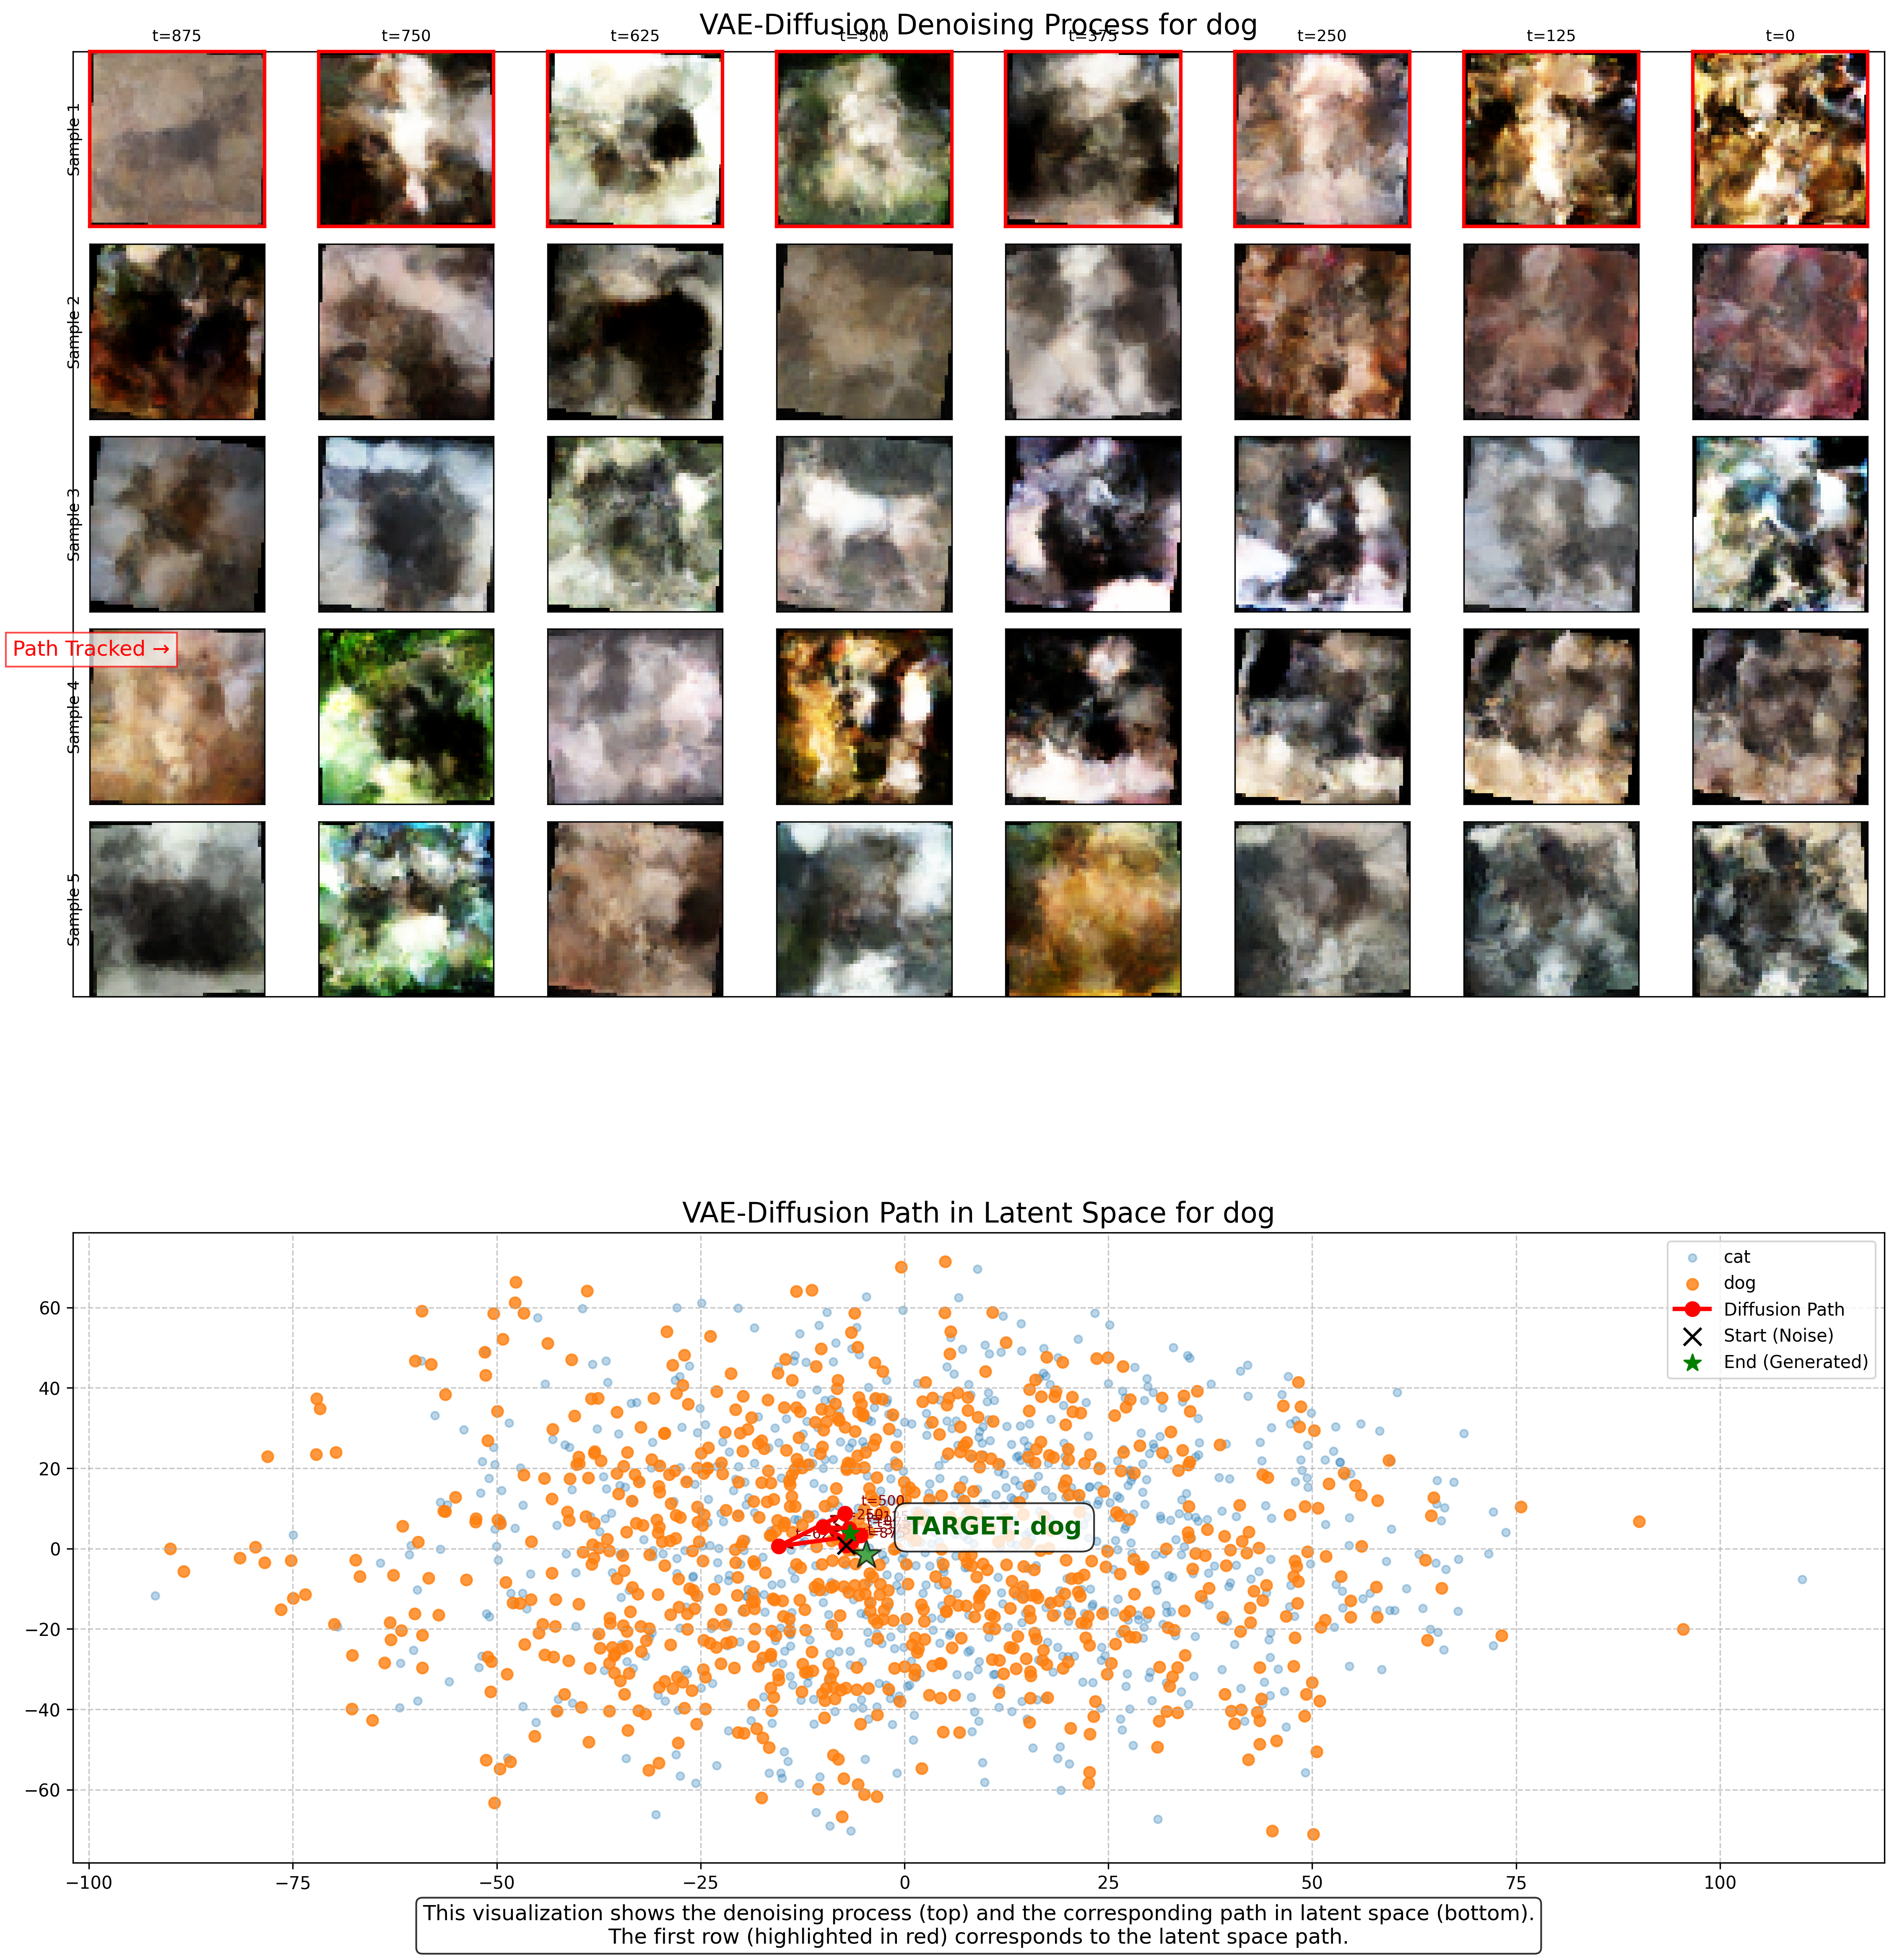 VAE-Diffusion Denoising Process for dog
t=875 t=750 t=625 t=500 t=375 t=250 t=125 t=0
Sample 1
Sample 2
Sample 3
Path Tracked →
Sample 4
Sample 5
VAE-Diffusion Path in Latent Space for dog
cat
dog
Diffusion Path
Start (Noise)
End (Generated)
60
40
20
0
−20
−40
−60
t=500
TARGET: dog
−100 −75 −50 −25 0 25 50 75 100
This visualization shows the denoising process (top) and the corresponding path in latent space (bottom).
The first row (highlighted in red) corresponds to the latent space path.